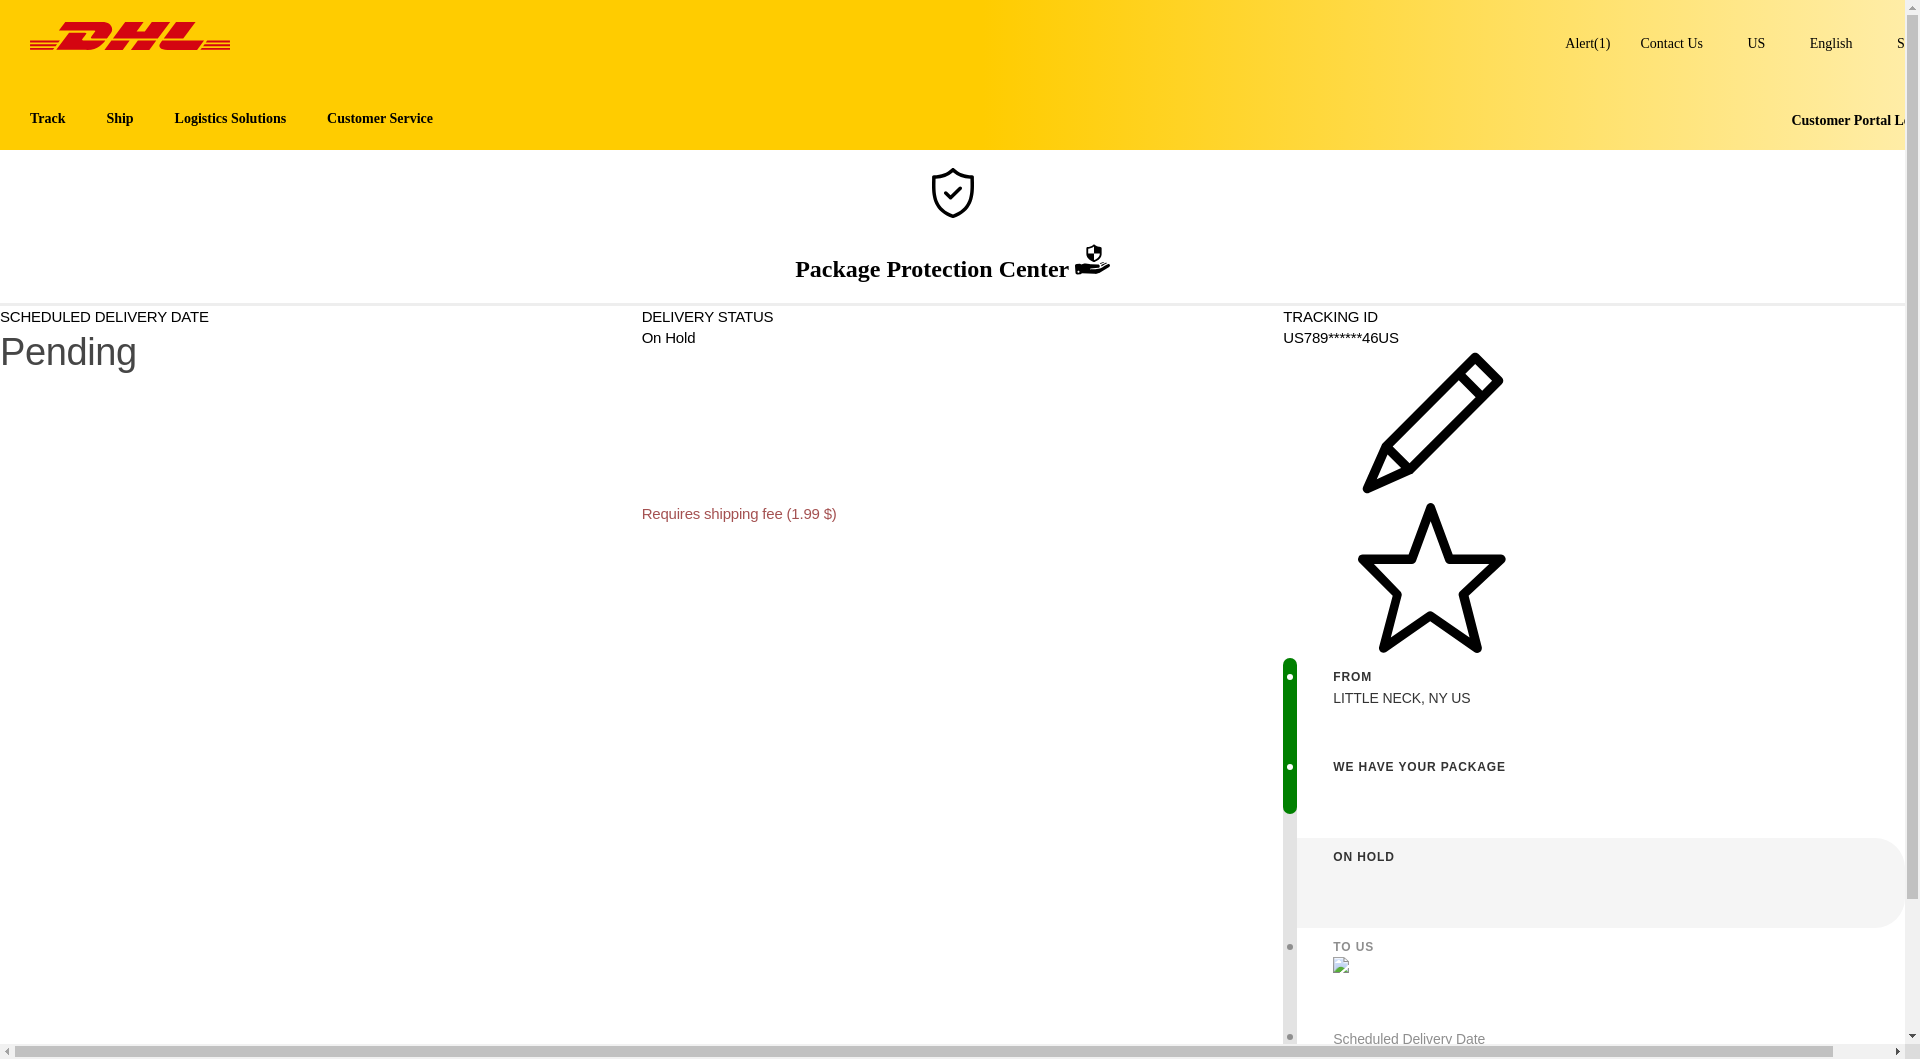 DHL
Alert(1) Contact Us US English S
Track Ship Logistics Solutions Customer Service
Customer Portal Lo
Package Protection Center
SCHEDULED DELIVERY DATE
Pending
DELIVERY STATUS
On Hold
Requires shipping fee (1.99 $)
TRACKING ID
US789******46US
FROM
LITTLE NECK, NY US
WE HAVE YOUR PACKAGE
ON HOLD
TO US
Scheduled Delivery Date